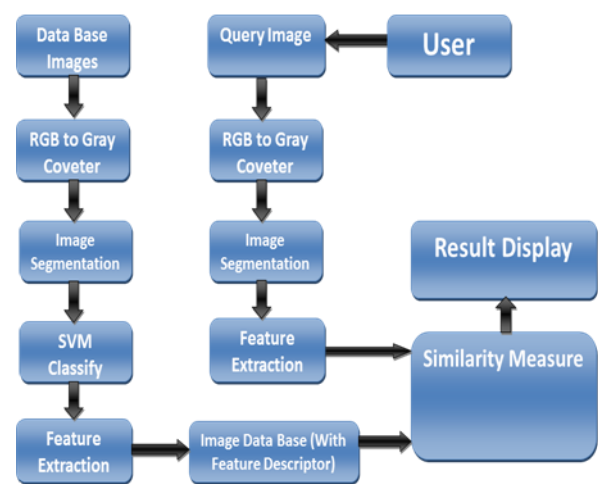 Data Base
Images
Query Image
User
RGB to Gray
Coveter
RGB to Gray
Coveter
Image
Segmentation
Image
Segmentation
Result Display
SVM
Classify
Feature
Extraction
Similarity Measure
Feature
Extraction
Image Data Base (With
Feature Descriptor)